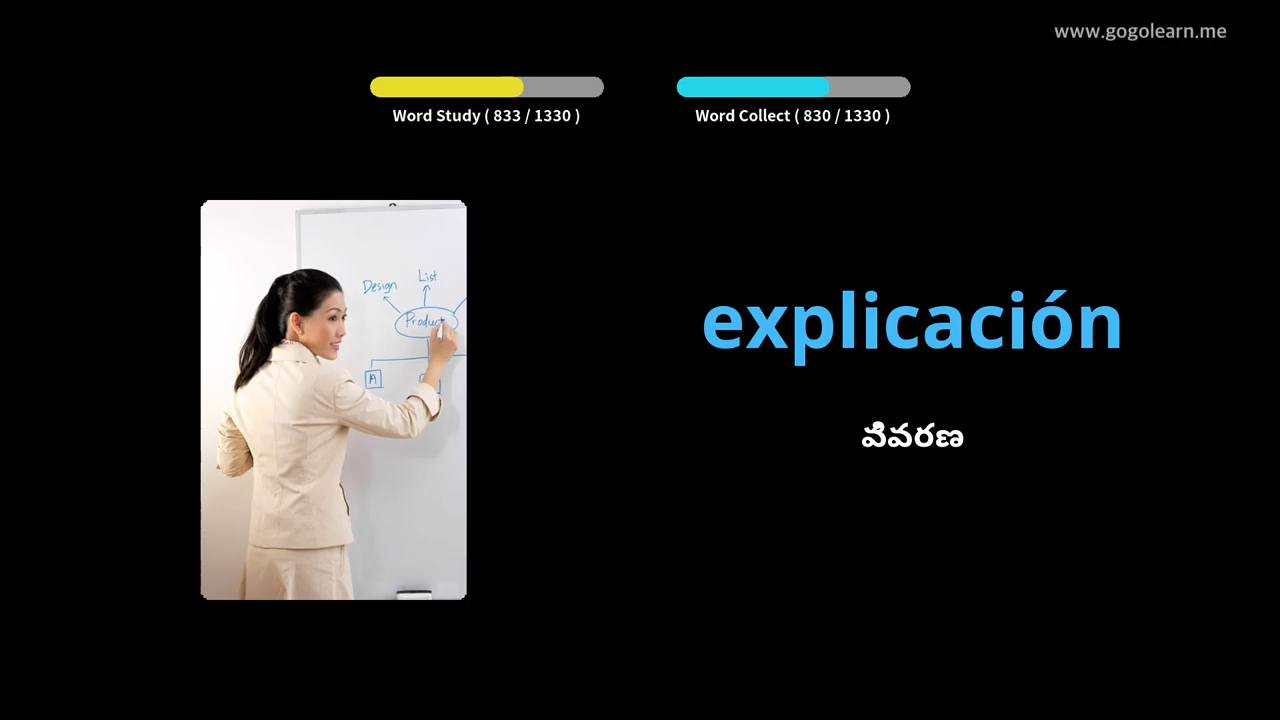 www.gogolearn.me
Word Study ( 833 / 1330 )
Word Collect ( 830 / 1330 )
Design
List
Product
A
explicación
వివరణ